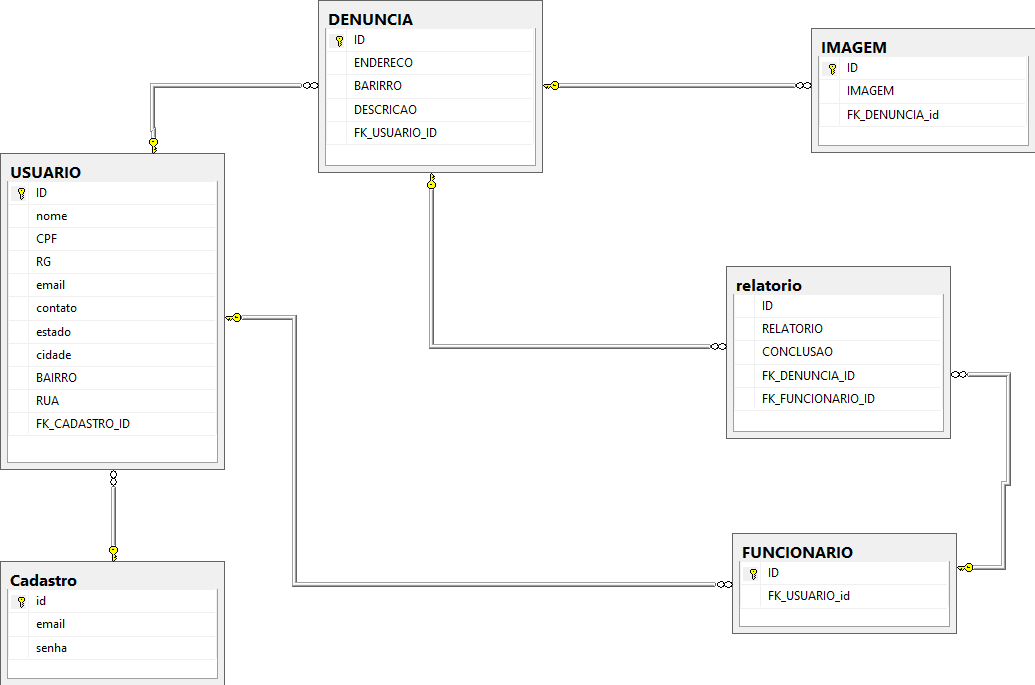 DENUNCIA
ID
ENDERECO
BARIRRO
DESCRICAO
FK_USUARIO_ID
IMAGEM
ID
IMAGEM
FK_DENUNCIA_id
USUARIO
ID
nome
CPF
RG
email
contato
estado
cidade
BAIRRO
RUA
FK_CADASTRO_ID
relatorio
ID
RELATORIO
CONCLUSAO
FK_DENUNCIA_ID
FK_FUNCIONARIO_ID
FUNCIONARIO
ID
FK_USUARIO_id
Cadastro
id
email
senha